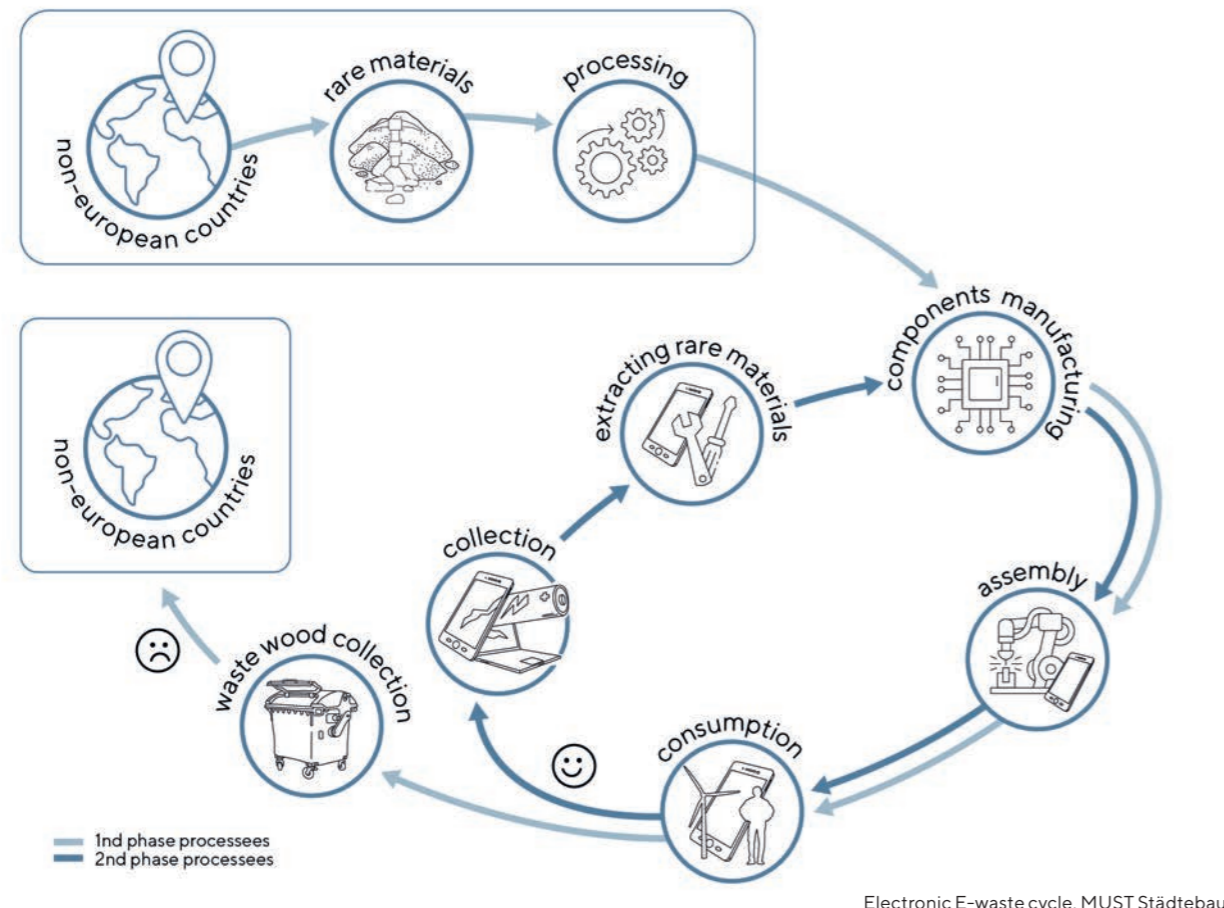 non-european countries
rare materials
processing
components manufacturing
non-european countries
extracting rare materials
collection
assembly
waste wood collection
consumption
1nd phase processees
2nd phase processees
Electronic E-waste cycle. MUST Städtebau